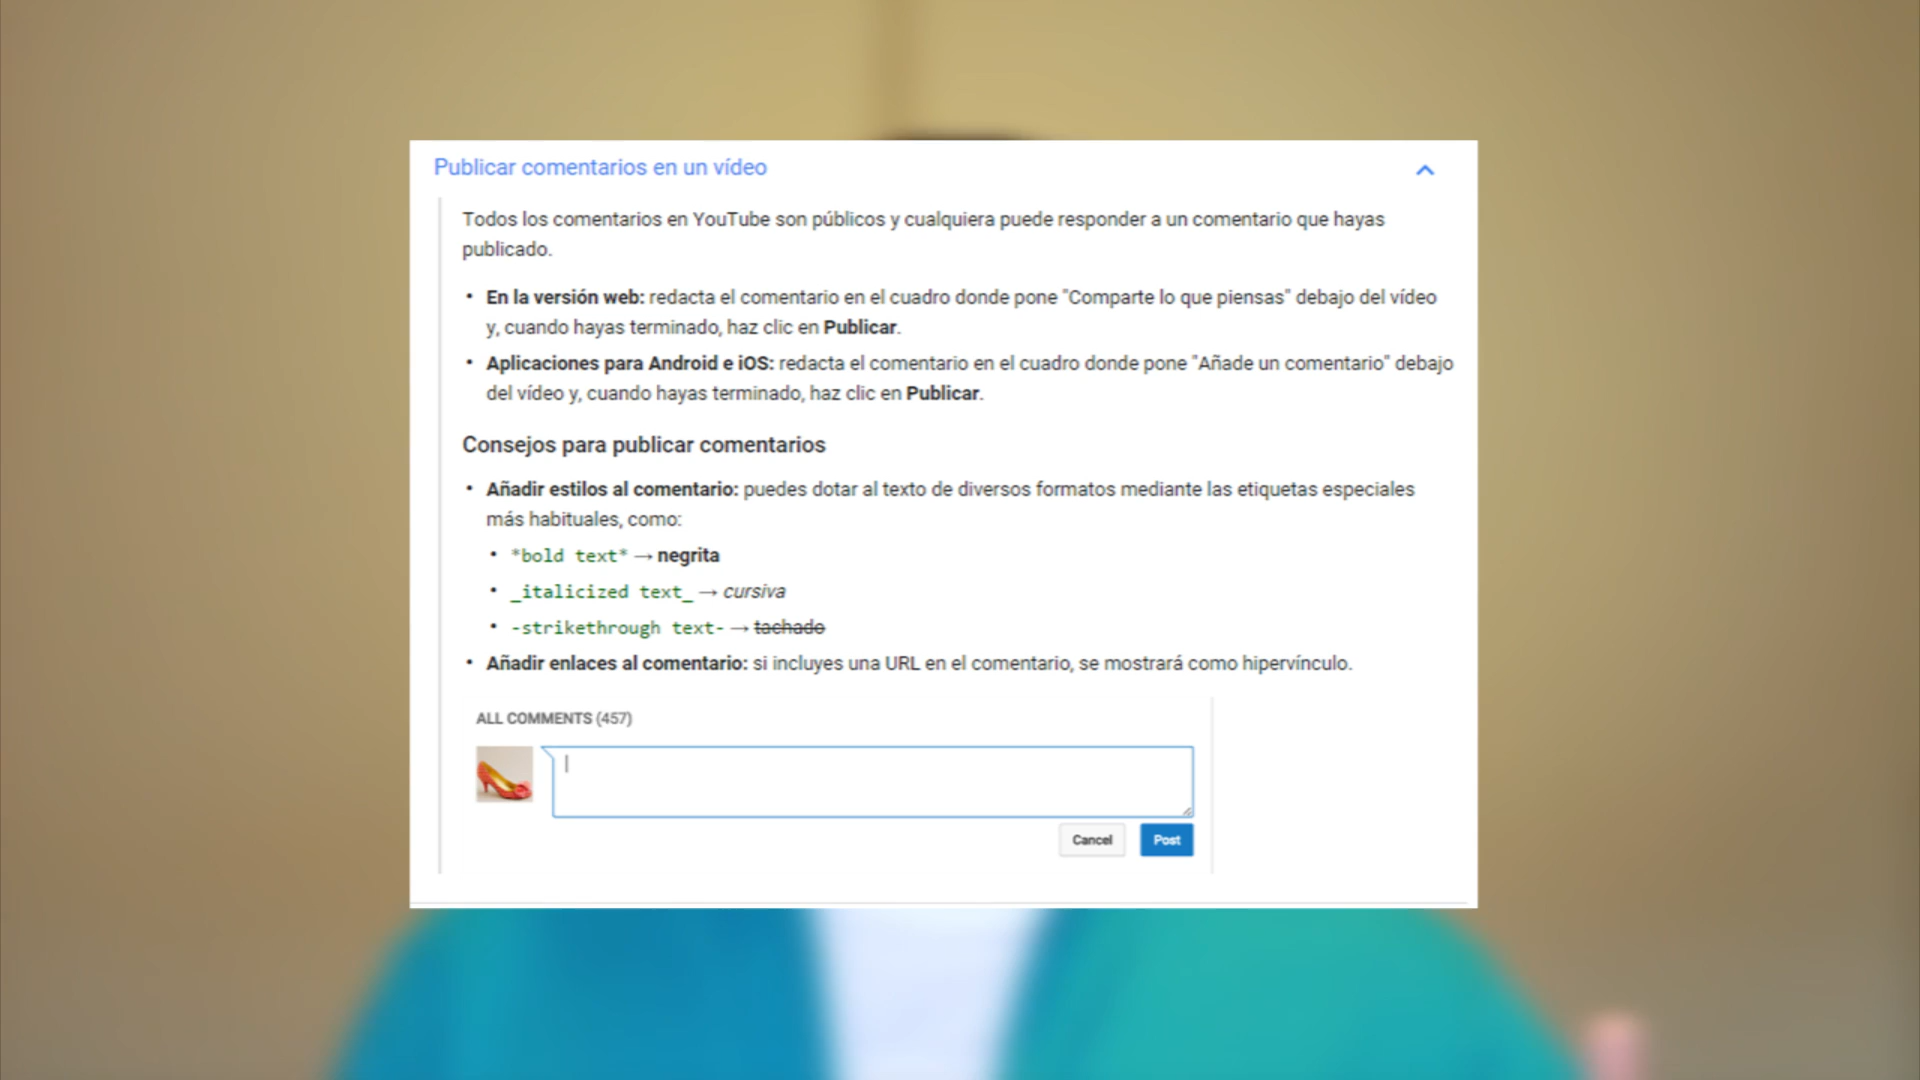 Publicar comentarios en un vídeo
Todos los comentarios en YouTube son públicos y cualquiera puede responder a un comentario que hayas
publicado.
• En la versión web: redacta el comentario en el cuadro donde pone "Comparte lo que piensas" debajo del vídeo
y, cuando hayas terminado, haz clic en Publicar.
• Aplicaciones para Android e iOS: redacta el comentario en el cuadro donde pone "Añade un comentario" debajo
del vídeo y, cuando hayas terminado, haz clic en Publicar.
Consejos para publicar comentarios
• Añadir estilos al comentario: puedes dotar al texto de diversos formatos mediante las etiquetas especiales
más habituales, como:
• *bold text* → negrita
• _italicized text_ → cursiva
• -strikethrough text- → tachado
• Añadir enlaces al comentario: si incluyes una URL en el comentario, se mostrará como hipervínculo.
ALL COMMENTS (457)
Cancel Post